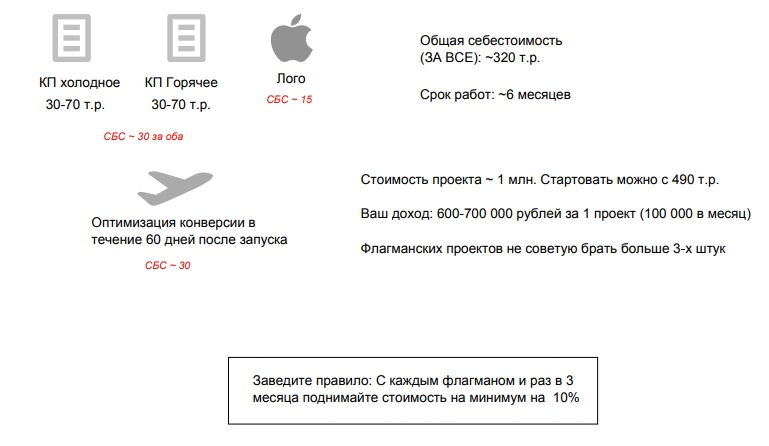 КП холодное
30-70 т.р.
КП Горячее
30-70 т.р.
СБС ~ 30 за оба
Лого
СБС ~ 15
Общая себестоимость
(ЗА ВСЕ): ~320 т.р.
Срок работ: ~6 месяцев
Оптимизация конверсии в
течение 60 дней после запуска
СБС ~ 30
Стоимость проекта ~ 1 млн. Стартовать можно с 490 т.р.
Ваш доход: 600-700 000 рублей за 1 проект (100 000 в месяц)
Флагманских проектов не советую брать больше 3-х штук
Заведите правило: С каждым флагманом и раз в 3
месяца поднимайте стоимость на минимум на  10%